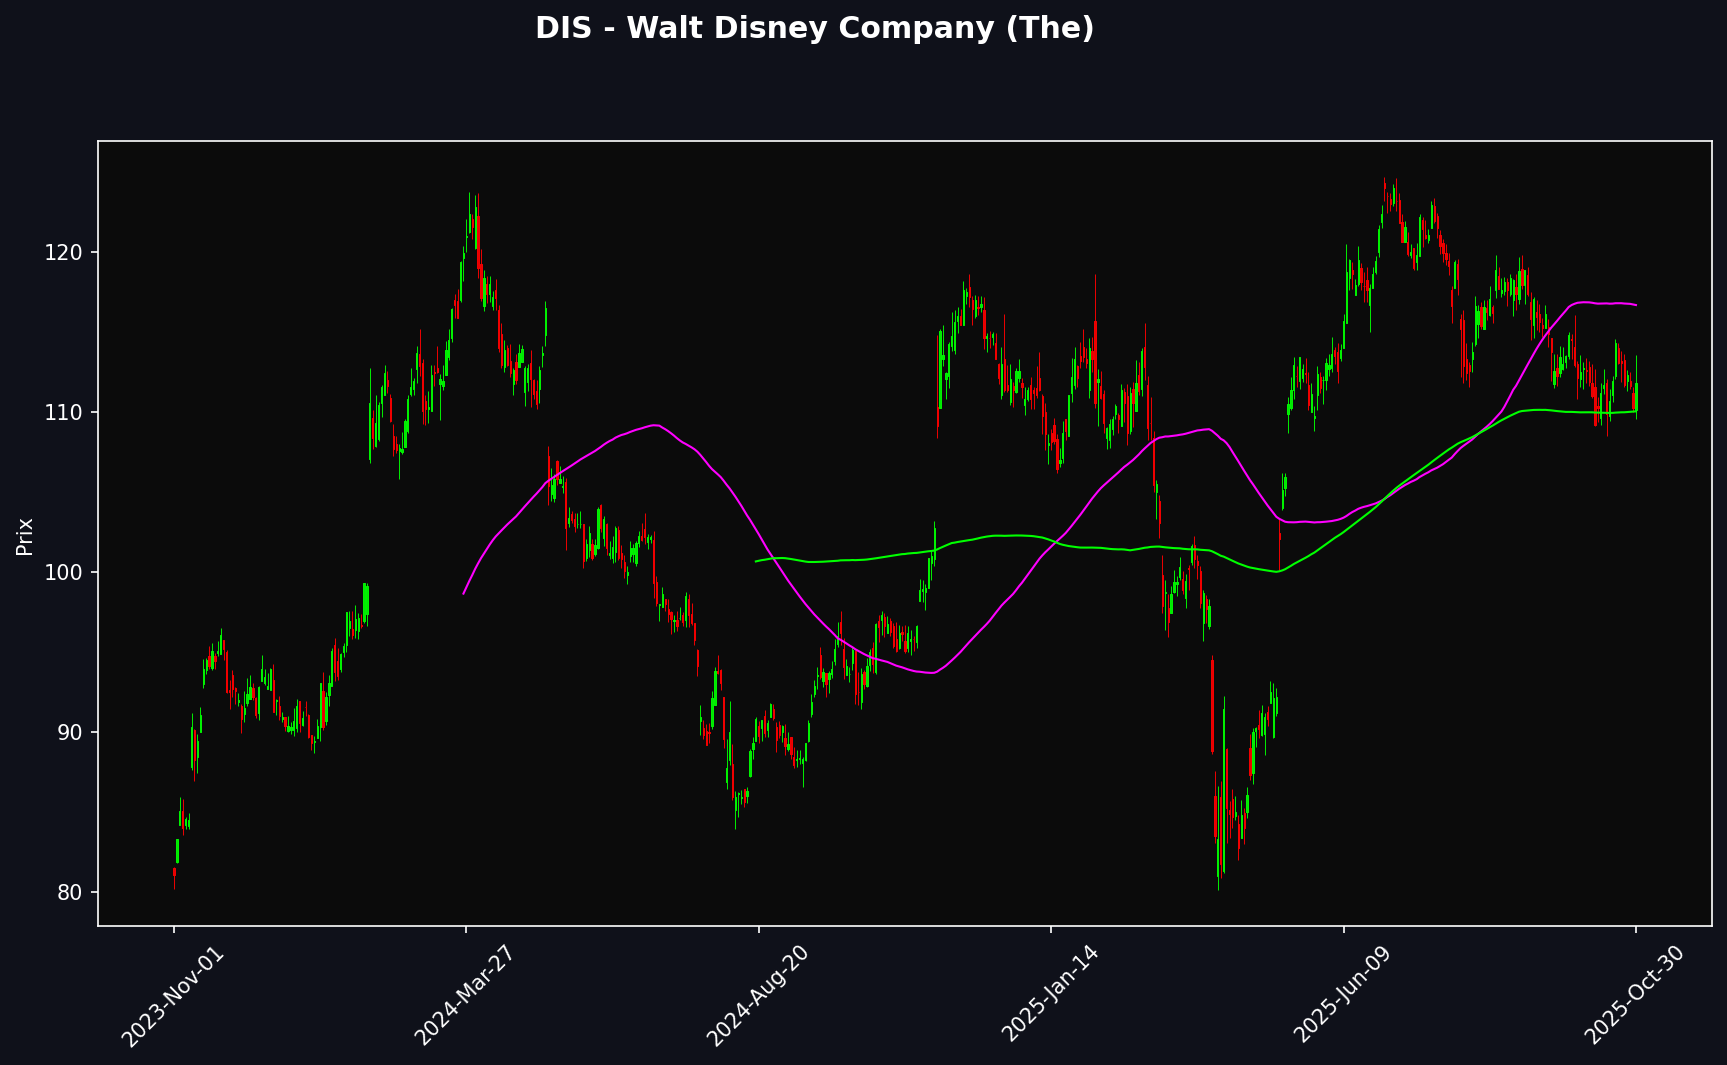 DIS - Walt Disney Company (The)
Prix
120
110
100
90
80
2023-Nov-01
2024-Mar-27
2024-Aug-20
2025-Jan-14
2025-Jun-09
2025-Oct-30